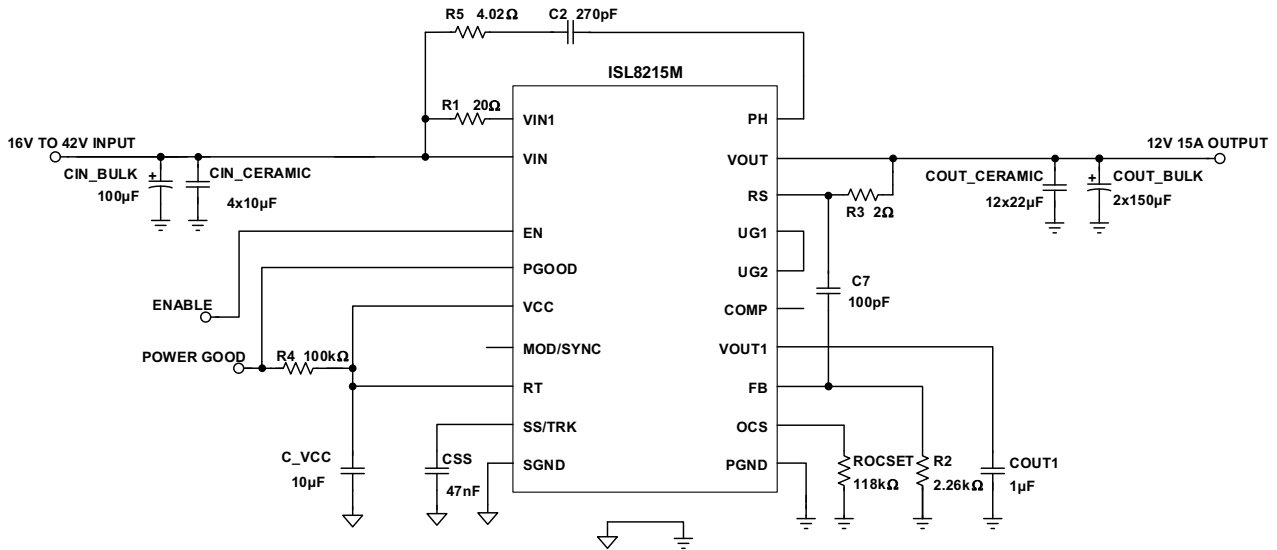 R5 4.02Ω
C2 270pF
ISL8215M
R1 20Ω
VIN1
PH
16V TO 42V INPUT
VIN
VOUT
12V 15A OUTPUT
CIN_BULK
+
100µF
CIN_CERAMIC
4x10µF
RS
R3 2Ω
COUT_CERAMIC
12x22µF
+
COUT_BULK
2x150µF
EN
UG1
PGOOD
UG2
C7
100pF
ENABLE
VCC
COMP
POWER GOOD
R4 100kΩ
MOD/SYNC
VOUT1
RT
FB
SS/TRK
OCS
C_VCC
10µF
CSS
47nF
SGND
PGND
ROCSET
118kΩ
R2
2.26kΩ
COUT1
1µF